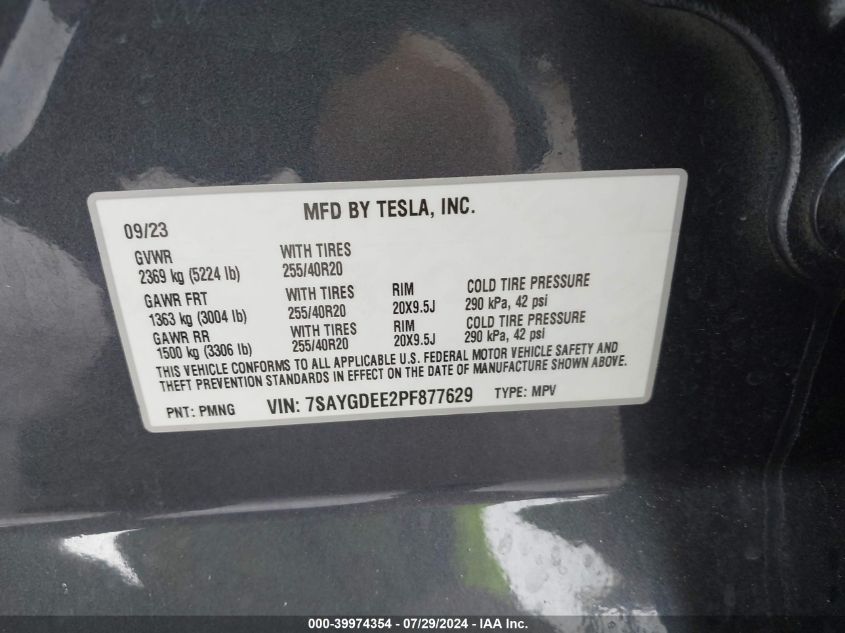 MFD BY TESLA, INC.
09/23
GVWR WITH TIRES
2369 kg (5224 lb) 255/40R20
GAWR FRT WITH TIRES RIM COLD TIRE PRESSURE
1363 kg (3004 lb) 255/40R20 20X9.5J 290 kPa, 42 psi
GAWR RR WITH TIRES RIM COLD TIRE PRESSURE
1500 kg (3306 lb) 255/40R20 20X9.5J 290 kPa, 42 psi
THIS VEHICLE CONFORMS TO ALL APPLICABLE U.S. FEDERAL MOTOR VEHICLE SAFETY AND
THEFT PREVENTION STANDARDS IN EFFECT ON THE DATE OF MANUFACTURE SHOWN ABOVE.
PNT: PMNG VIN: 7SAYGDEE2PF877629 TYPE: MPV
000-39974354 / 07/29/2024 - IAA Inc.